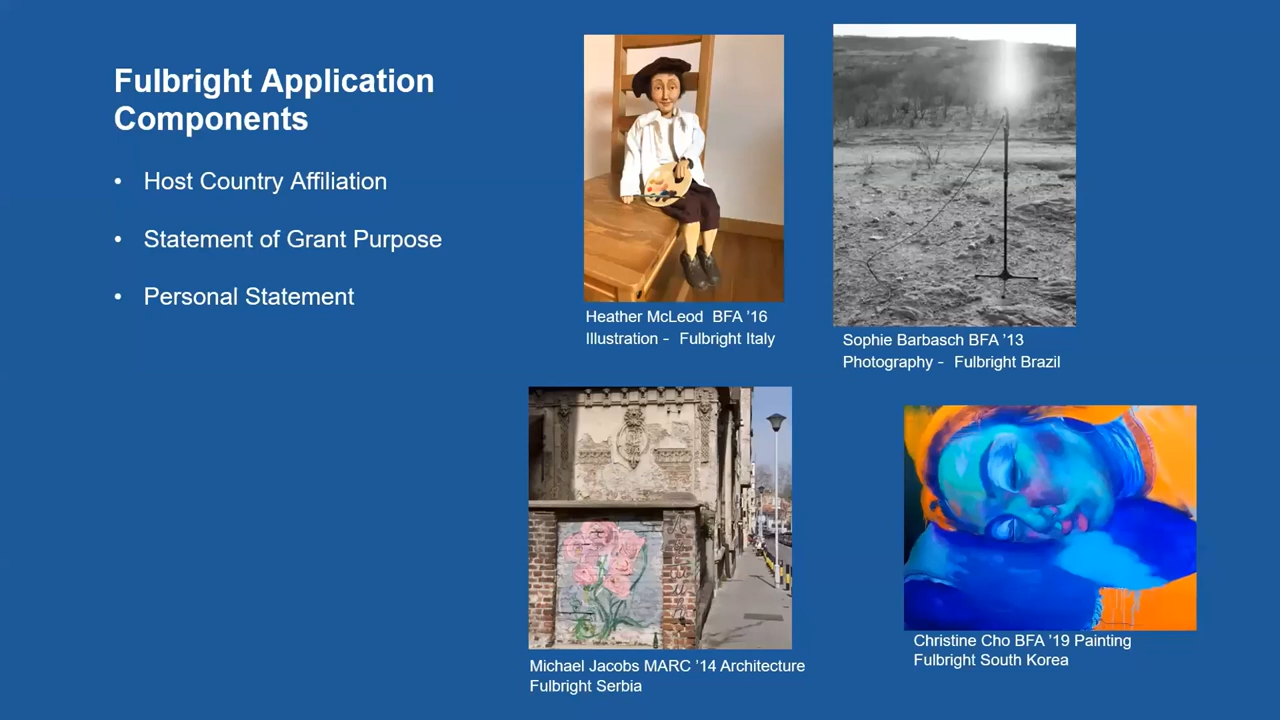 Fulbright Application
Components
• Host Country Affiliation
• Statement of Grant Purpose
• Personal Statement
Heather McLeod BFA ’16
Illustration - Fulbright Italy
Sophie Barbasch BFA ’13
Photography - Fulbright Brazil
Michael Jacobs MARC ’14 Architecture
Fulbright Serbia
Christine Cho BFA ’19 Painting
Fulbright South Korea